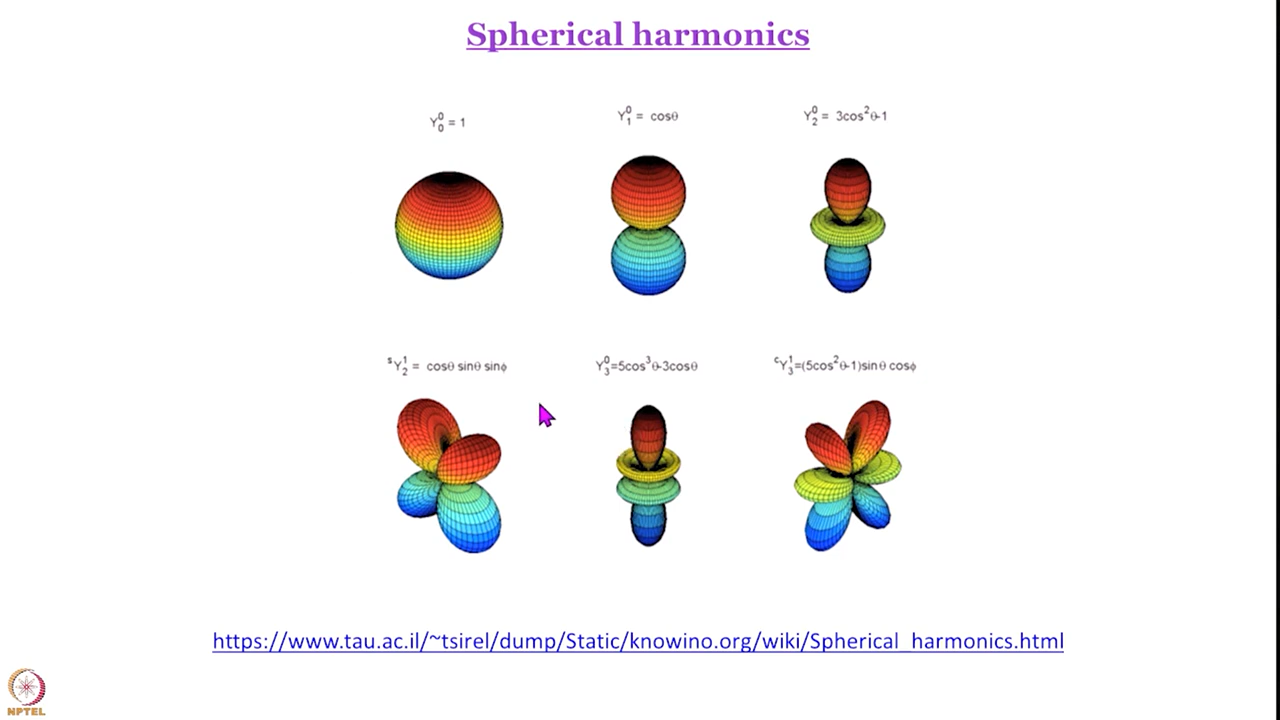 Spherical harmonics
Y₀⁰ = 1
Y₁⁰ = cosθ
Y₂⁰ = 3cos²θ-1
ˢY₂¹ = cosθ sinθ sinϕ
Y₃⁰=5cos³θ-3cosθ
ᶜY₃¹=(5cos²θ-1)sinθ cosϕ
https://www.tau.ac.il/~tsirel/dump/Static/knowino.org/wiki/Spherical_harmonics.html
NPTEL